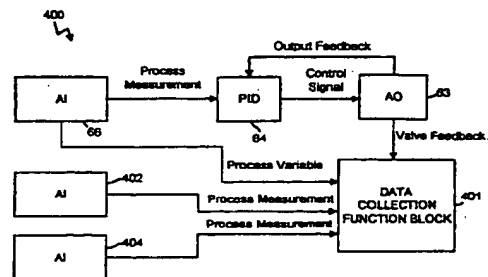 400
Output Feedback
Process
Measurement
Control
Signal
AI
PID
AO
66
64
63
Valve Feedback
Process Variable
AI
402
Process Measurement
DATA
COLLECTION
FUNCTION BLOCK
401
Process Measurement
AI
404